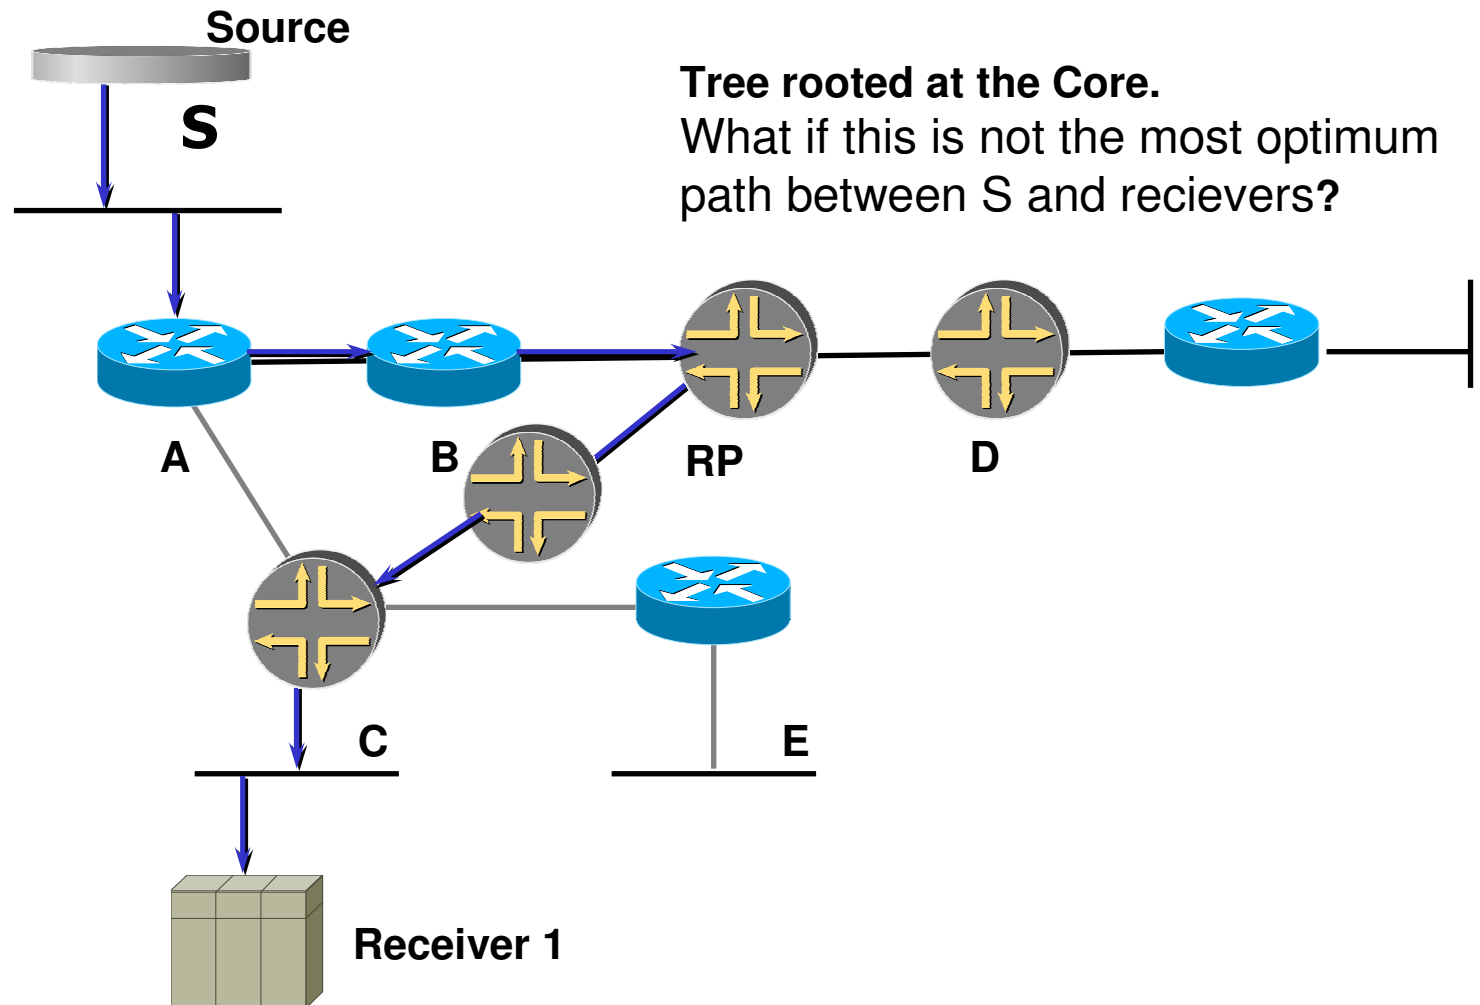 Source
S
Tree rooted at the Core.
What if this is not the most optimum
path between S and recievers?
A
B
RP
D
C
E
Receiver 1